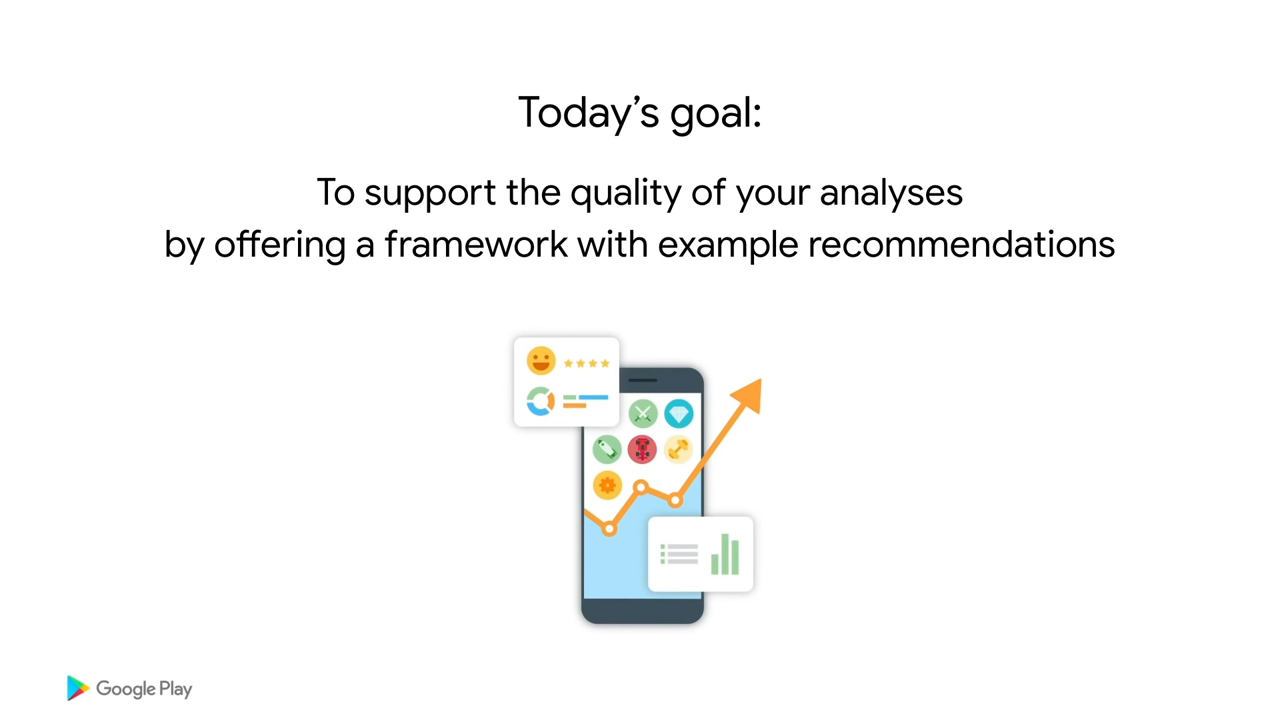 Today’s goal:
To support the quality of your analyses
by offering a framework with example recommendations
Google Play